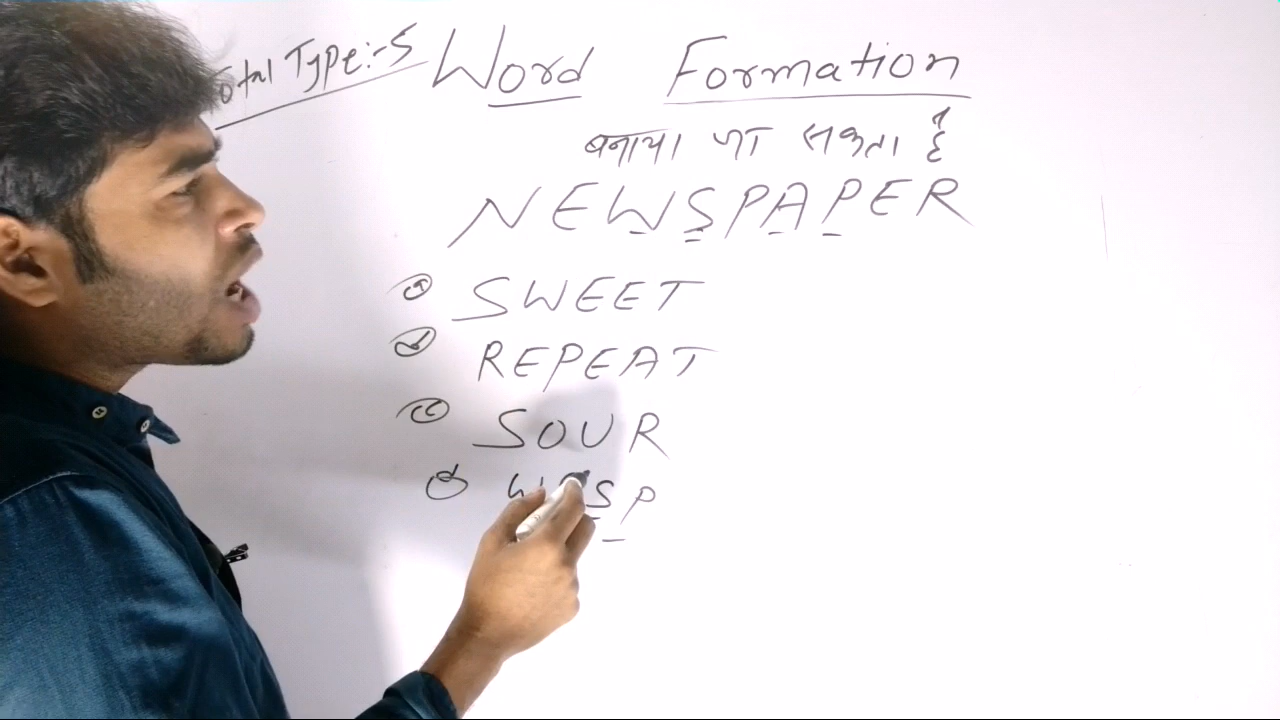 Total Type:- 5
Word Formation
बनाया जा सकता है
NEWSPAPER
SWEET
REPEAT
SOUR